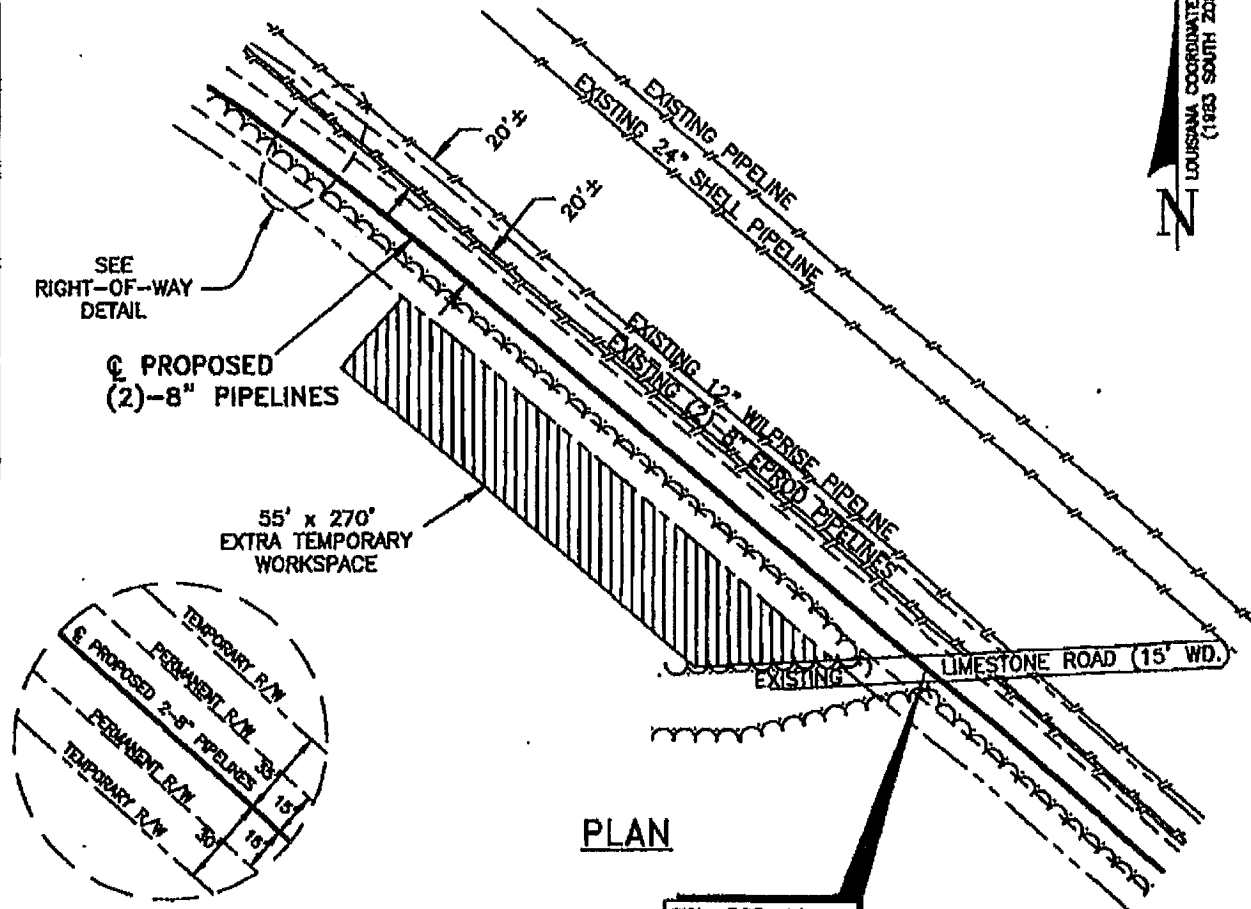 LOUISIANA COORDINATE
(1983 SOUTH ZO
N
20'±
20'±
EXISTING PIPELINE
EXISTING 24" SHELL PIPELINE
SEE
RIGHT-OF-WAY
DETAIL
℄ PROPOSED
(2)-8" PIPELINES
EXISTING 12" WILPRISE PIPELINE
EXISTING (2)-8" EPROD PIPELINES
55' x 270'
EXTRA TEMPORARY
WORKSPACE
EXISTING LIMESTONE ROAD (15' WD.)
TEMPORARY R/W
PERMANENT R/W
℄ PROPOSED 2-8" PIPELINES
PERMANENT R/W
TEMPORARY R/W
15'
30'
PLAN